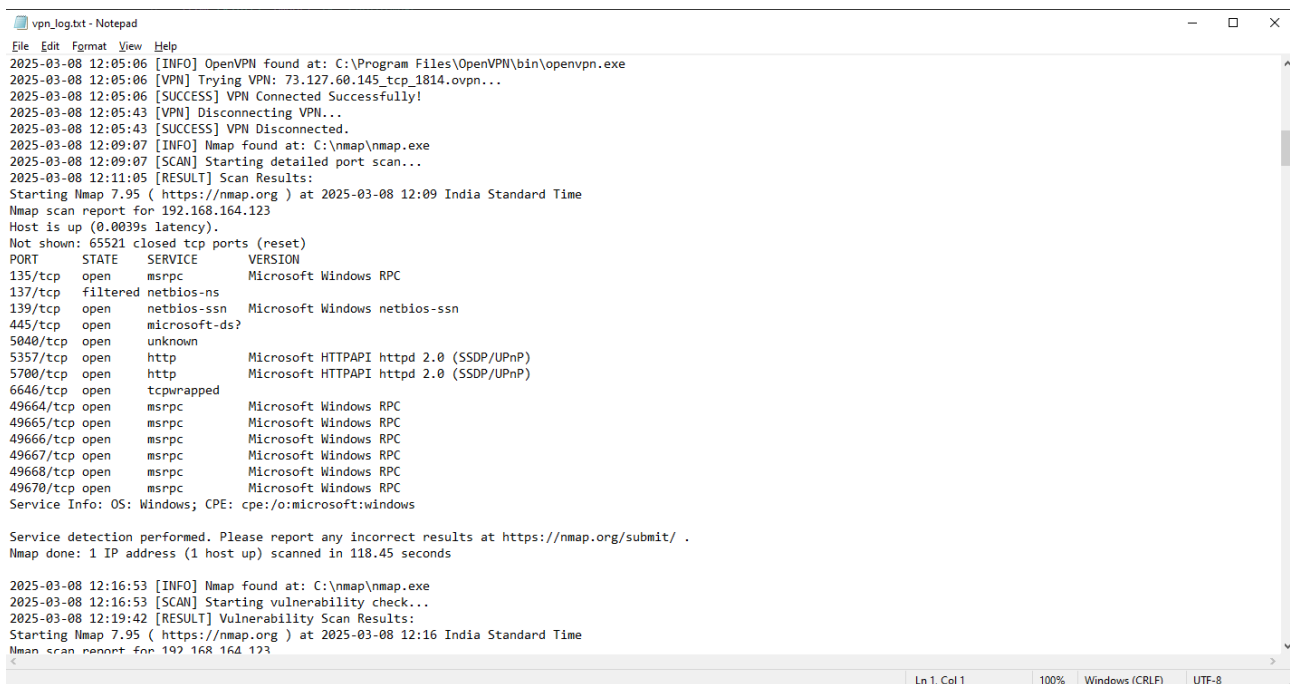 vpn_log.txt - Notepad
File Edit Format View Help
2025-03-08 12:05:06 [INFO] OpenVPN found at: C:\Program Files\OpenVPN\bin\openvpn.exe
2025-03-08 12:05:06 [VPN] Trying VPN: 73.127.60.145_tcp_1814.ovpn...
2025-03-08 12:05:06 [SUCCESS] VPN Connected Successfully!
2025-03-08 12:05:43 [VPN] Disconnecting VPN...
2025-03-08 12:05:43 [SUCCESS] VPN Disconnected.
2025-03-08 12:09:07 [INFO] Nmap found at: C:\nmap\nmap.exe
2025-03-08 12:09:07 [SCAN] Starting detailed port scan...
2025-03-08 12:11:05 [RESULT] Scan Results:
Starting Nmap 7.95 ( https://nmap.org ) at 2025-03-08 12:09 India Standard Time
Nmap scan report for 192.168.164.123
Host is up (0.0039s latency).
Not shown: 65521 closed tcp ports (reset)
PORT STATE SERVICE VERSION
135/tcp open msrpc Microsoft Windows RPC
137/tcp filtered netbios-ns
139/tcp open netbios-ssn Microsoft Windows netbios-ssn
445/tcp open microsoft-ds?
5040/tcp open unknown
5357/tcp open http Microsoft HTTPAPI httpd 2.0 (SSDP/UPnP)
5700/tcp open http Microsoft HTTPAPI httpd 2.0 (SSDP/UPnP)
6646/tcp open tcpwrapped
49664/tcp open msrpc Microsoft Windows RPC
49665/tcp open msrpc Microsoft Windows RPC
49666/tcp open msrpc Microsoft Windows RPC
49667/tcp open msrpc Microsoft Windows RPC
49668/tcp open msrpc Microsoft Windows RPC
49670/tcp open msrpc Microsoft Windows RPC
Service Info: OS: Windows; CPE: cpe:/o:microsoft:windows
Service detection performed. Please report any incorrect results at https://nmap.org/submit/ .
Nmap done: 1 IP address (1 host up) scanned in 118.45 seconds
2025-03-08 12:16:53 [INFO] Nmap found at: C:\nmap\nmap.exe
2025-03-08 12:16:53 [SCAN] Starting vulnerability check...
2025-03-08 12:19:42 [RESULT] Vulnerability Scan Results:
Starting Nmap 7.95 ( https://nmap.org ) at 2025-03-08 12:16 India Standard Time
Nmap scan report for 192.168.164.123
Ln 1, Col 1 100% Windows (CRLF) UTF-8